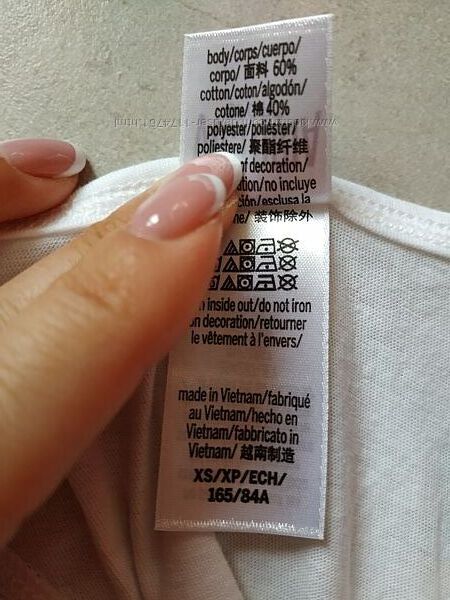 body/corps/cuerpo/
corpo/ 面料 60%
cotton/coton/algodón/
cotone/ 棉 40%
polyester/poliéster/
poliestere/ 聚酯纤维
of decoration/
/no incluye
/esclusa la
装饰除外
inside out/do not iron
on decoration/retourner
le vêtement à l'envers/
made in Vietnam/fabriqué
au Vietnam/hecho en
Vietnam/fabbricato in
Vietnam/ 越南制造
XS/XP/ECH/
165/84A